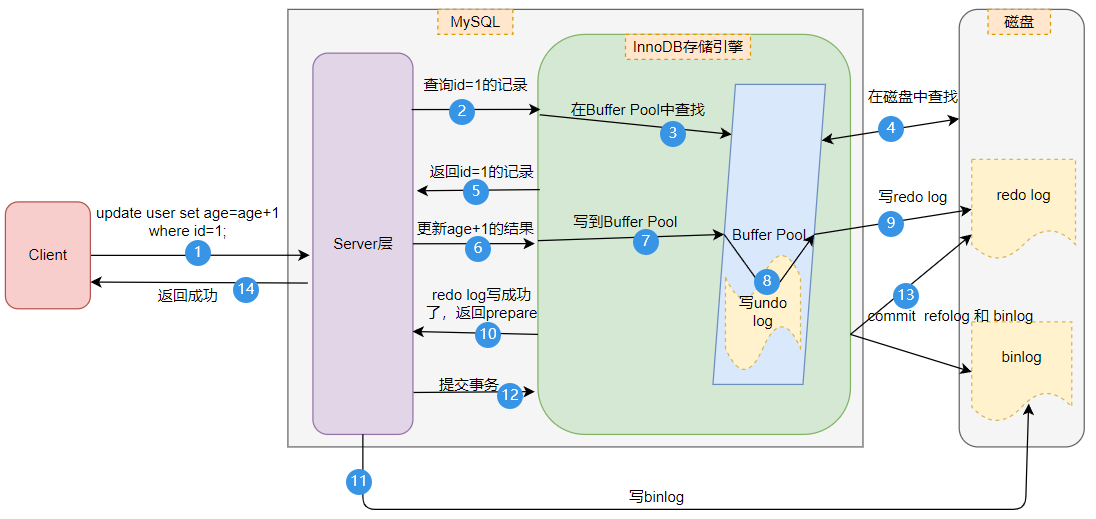 MySQL
磁盘
InnoDB存储引擎
查询id=1的记录
2
在Buffer Pool中查找
3
在磁盘中查找
4
返回id=1的记录
5
redo log
写redo log
9
update user set age=age+1
where id=1;
1
Client
Server层
更新age+1的结果
6
写到Buffer Pool
7
Buffer Pool
8
写undo
log
14
返回成功
redo log写成功
了，返回prepare
10
13
commit  refolog 和 binlog
binlog
提交事务
12
11
写binlog